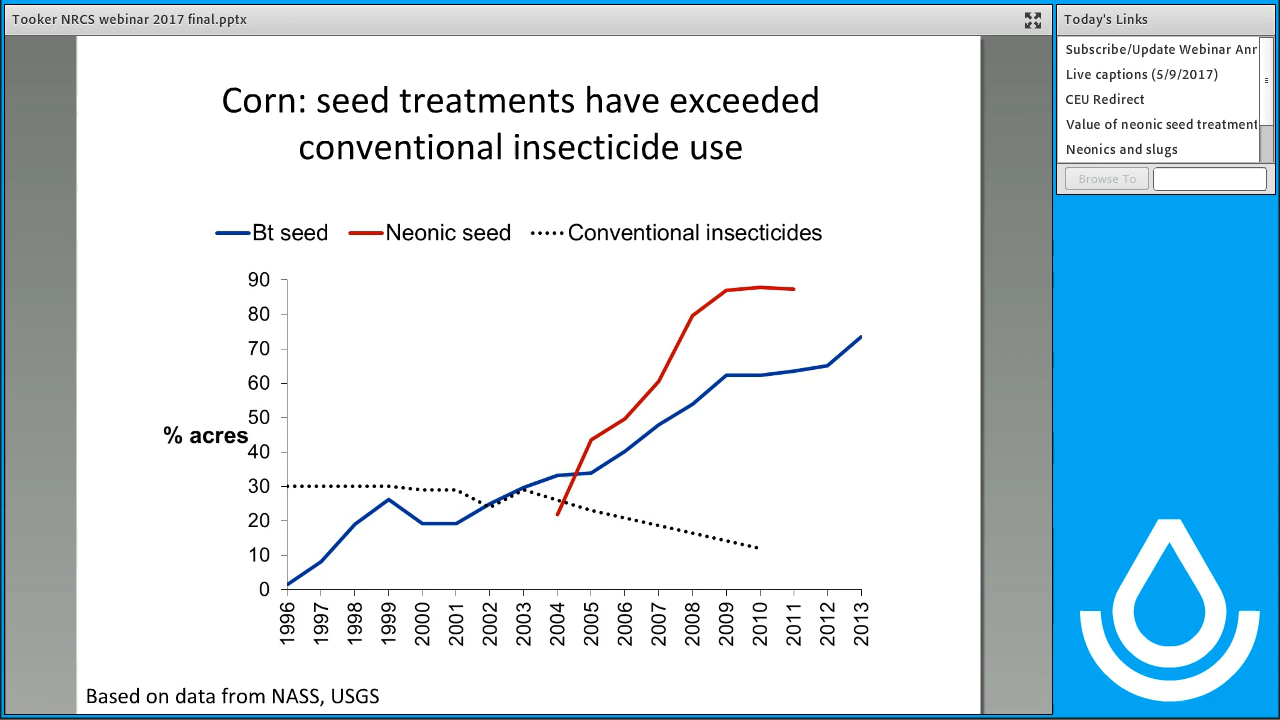 Tooker NRCS webinar 2017 final.pptx
Today's Links
Subscribe/Update Webinar Anr
Live captions (5/9/2017)
CEU Redirect
Value of neonic seed treatment
Neonics and slugs
Browse To
Corn: seed treatments have exceeded
conventional insecticide use
Bt seed Neonic seed Conventional insecticides
% acres
90
80
70
60
50
40
30
20
10
0
1996 1997 1998 1999 2000 2001 2002 2003 2004 2005 2006 2007 2008 2009 2010 2011 2012 2013
Based on data from NASS, USGS